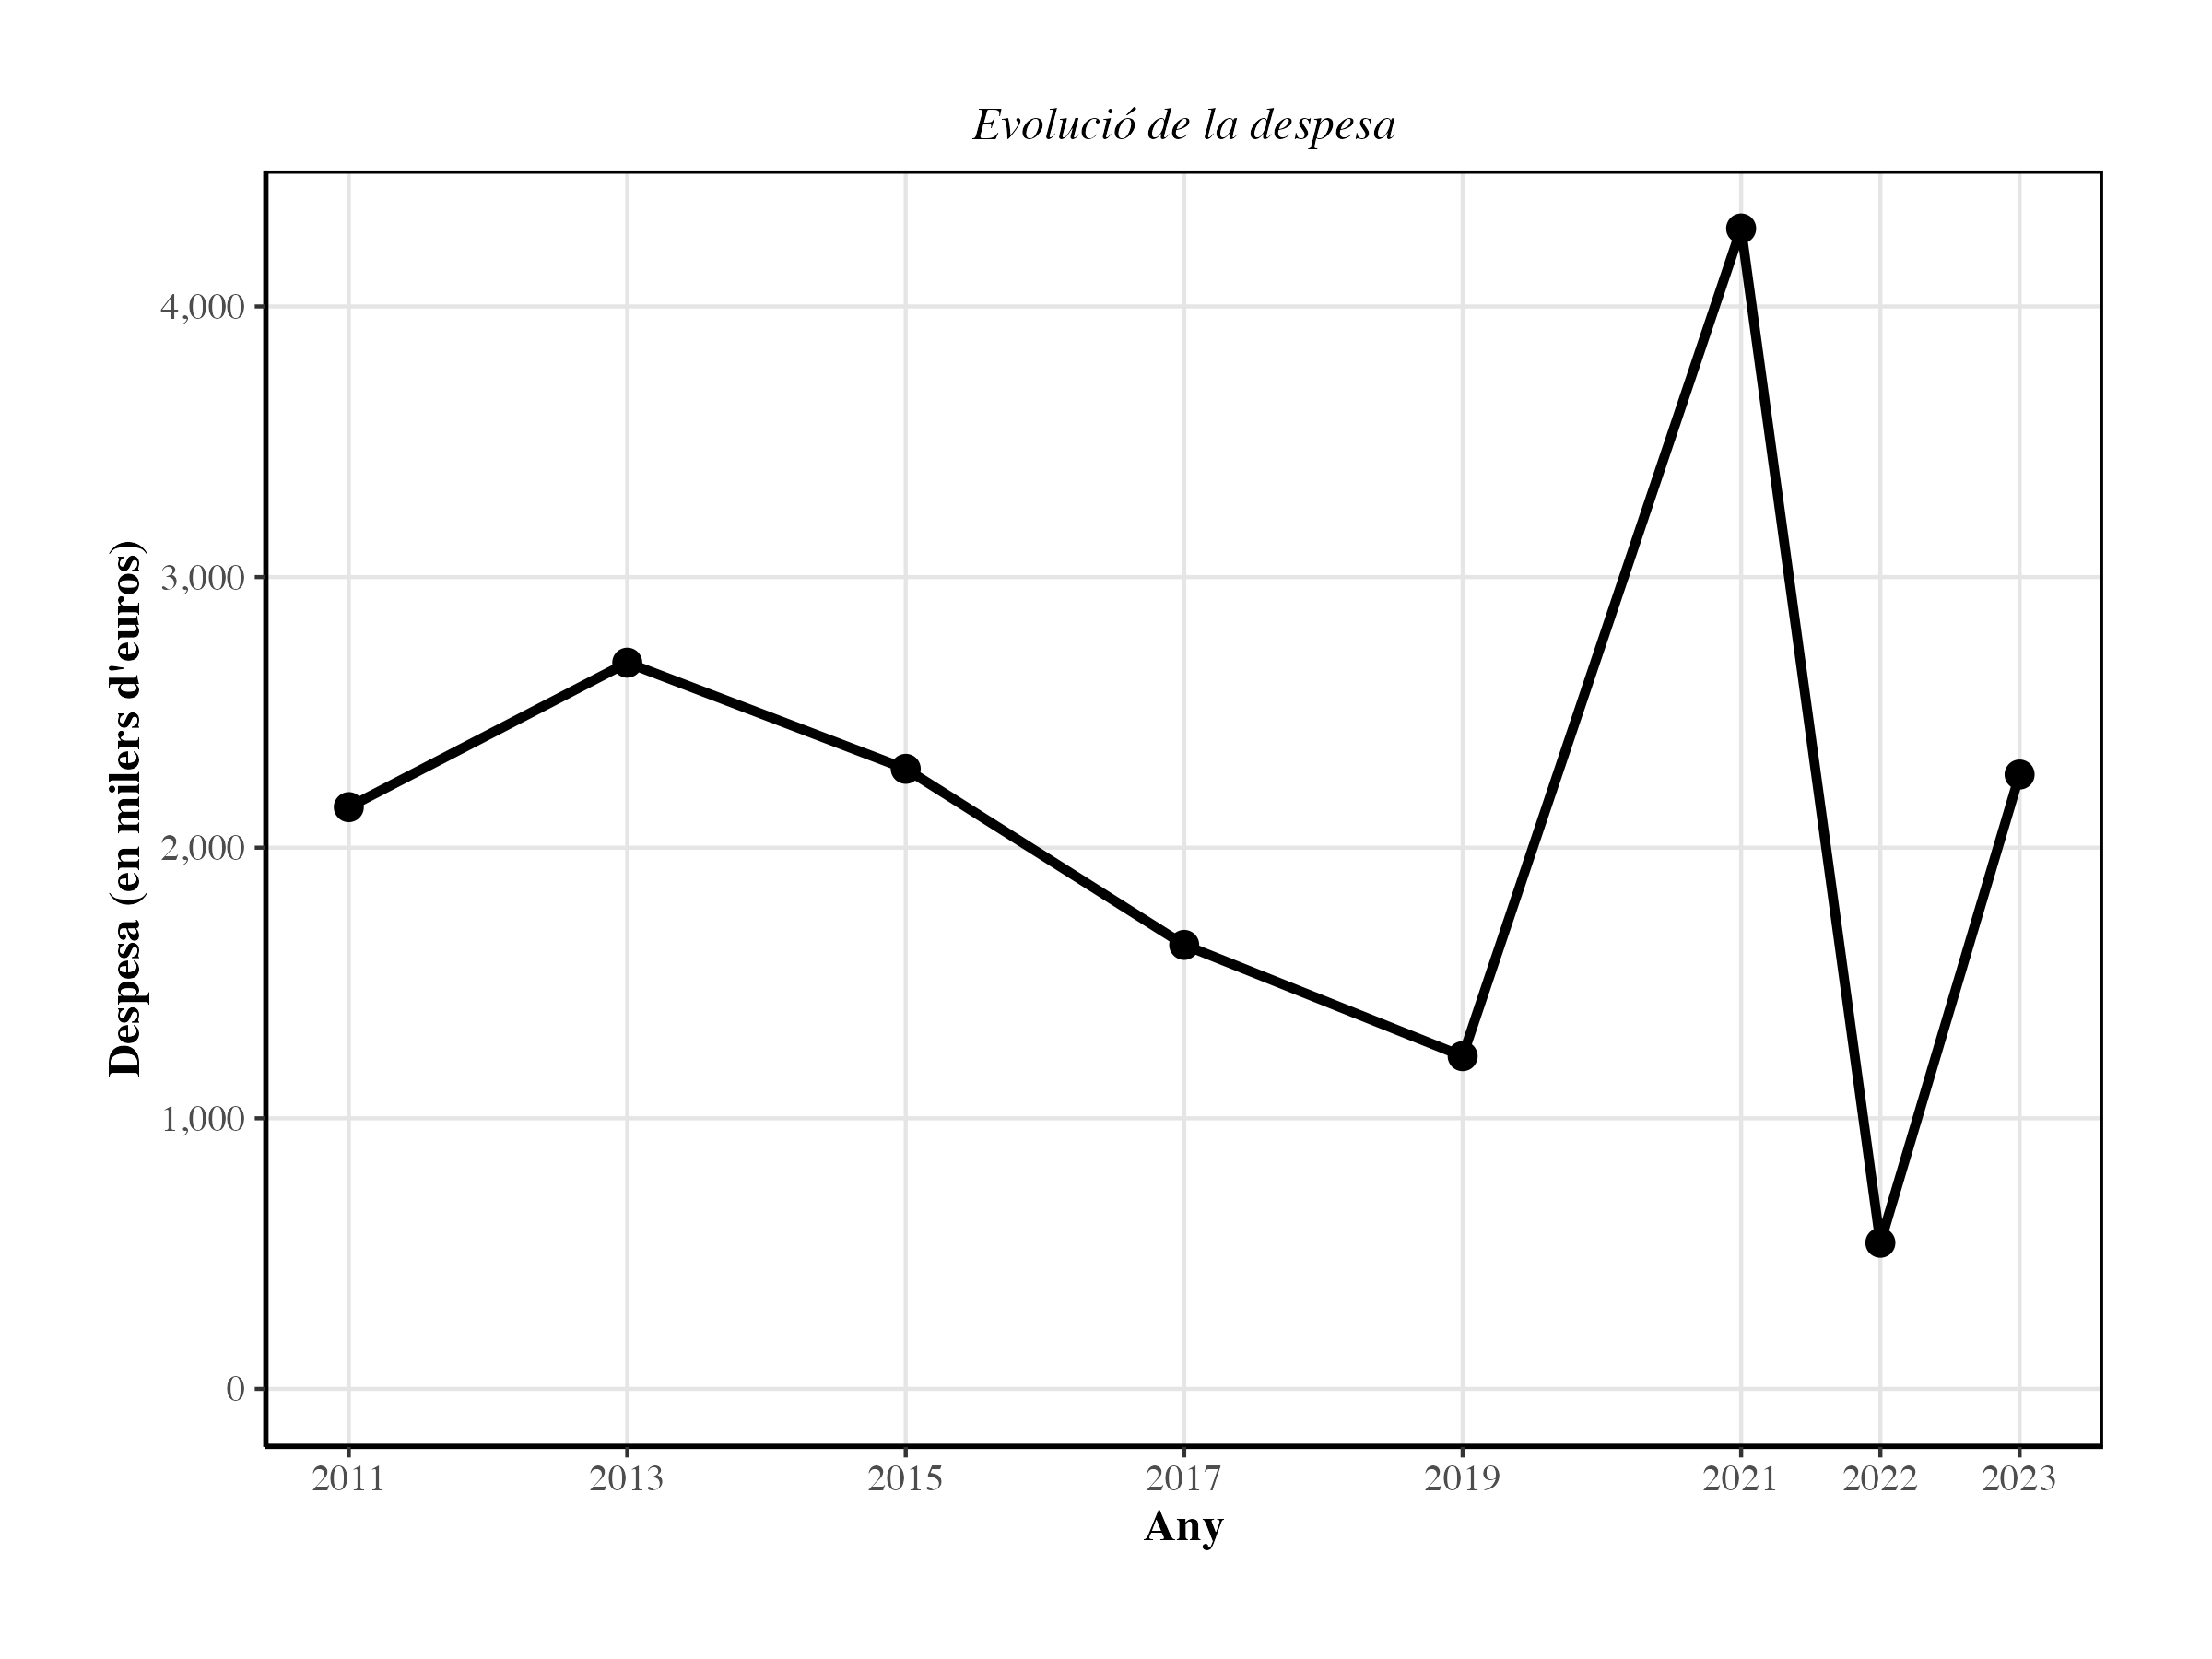 Evolució de la despesa
Despesa (en milers d'euros)
4,000
3,000
2,000
1,000
0
2011 2013 2015 2017 2019 2021 2022 2023
Any